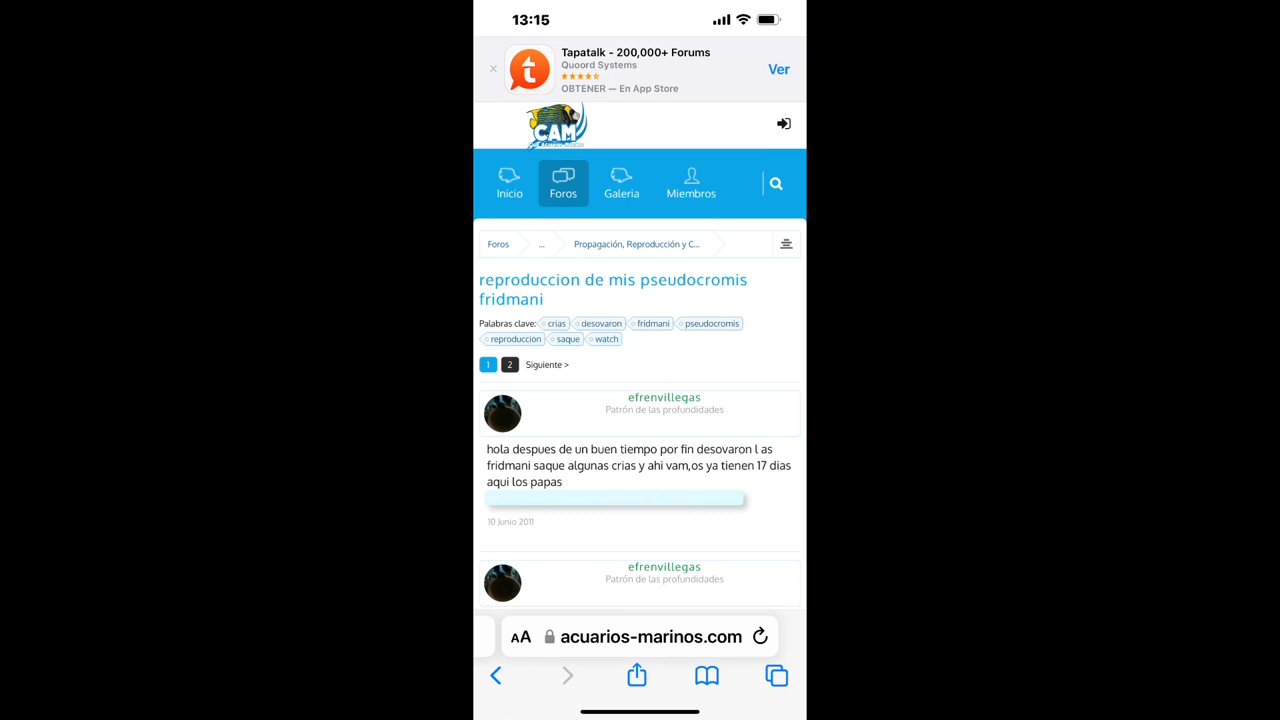 13:15
Tapatalk - 200,000+ Forums
Quoord Systems
OBTENER — En App Store
Ver
CAM
Inicio
Foros
Galeria
Miembros
Foros
...
Propagación, Reproducción y C...
reproduccion de mis pseudocromis
fridmani
Palabras clave: crias desovaron fridmani pseudocromis
reproduccion saque watch
1 2 Siguiente >
efrenvillegas
Patrón de las profundidades
hola despues de un buen tiempo por fin desovaron l as
fridmani saque algunas crias y ahi vam,os ya tienen 17 dias
aqui los papas
10 Junio 2011
efrenvillegas
Patrón de las profundidades
AA acuarios-marinos.com